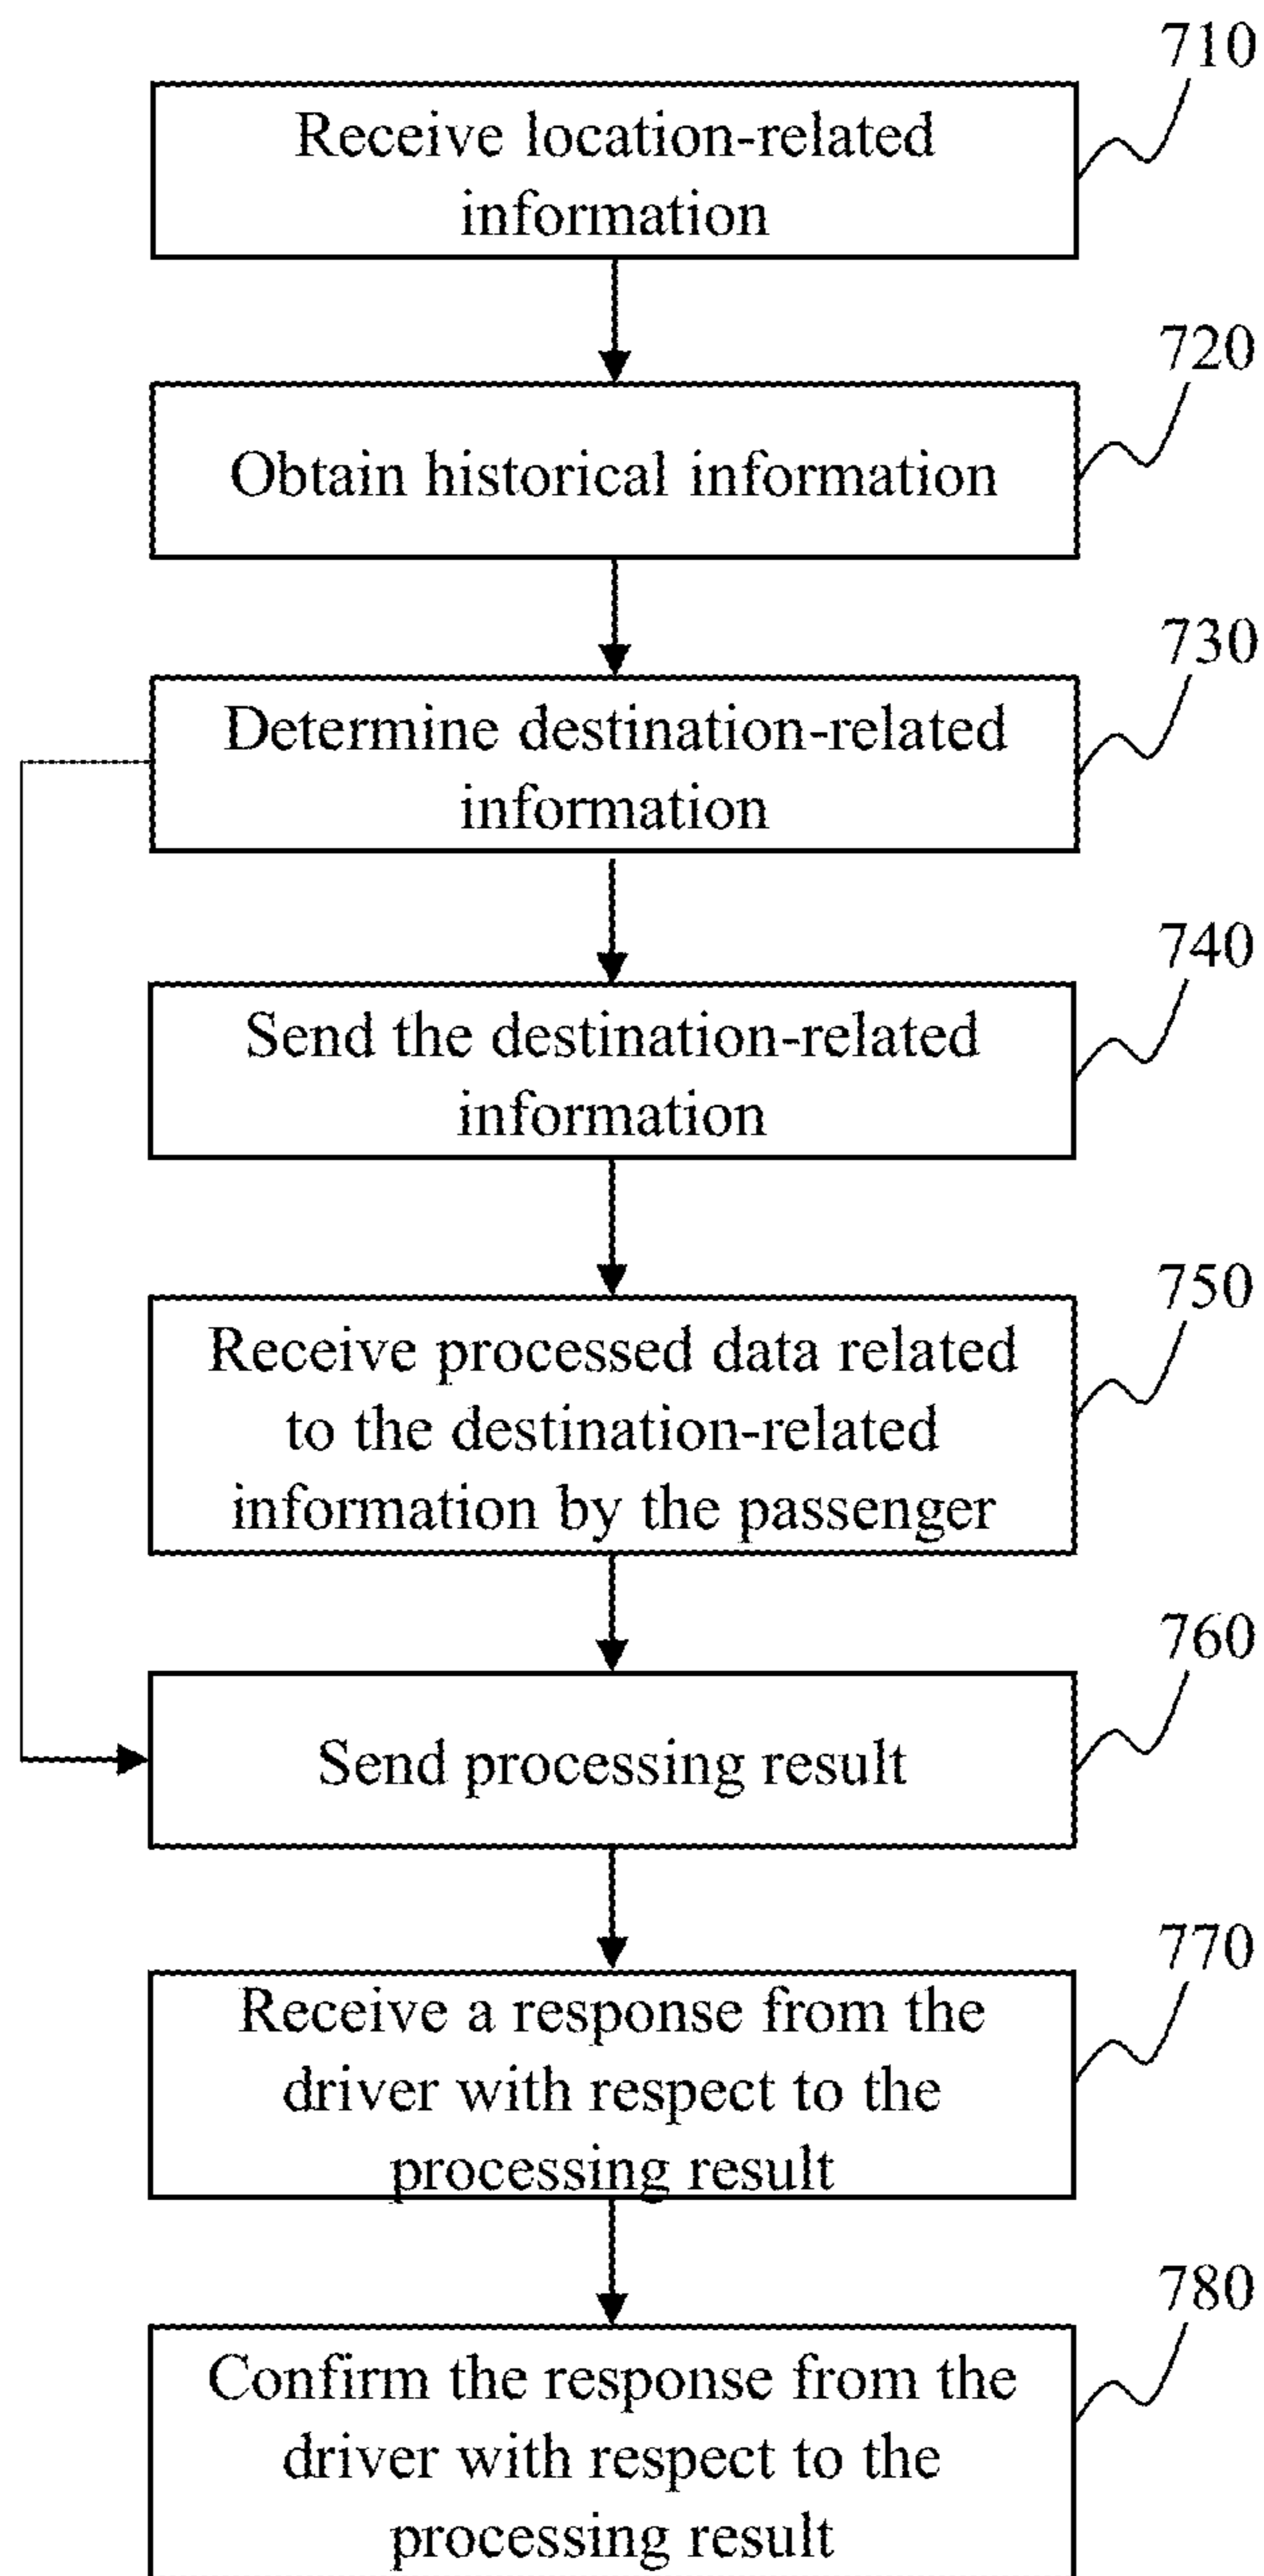 710
Receive location-related
information
720
Obtain historical information
730
Determine destination-related
information
740
Send the destination-related
information
750
Receive processed data related
to the destination-related
information by the passenger
760
Send processing result
770
Receive a response from the
driver with respect to the
processing result
780
Confirm the response from the
driver with respect to the
processing result